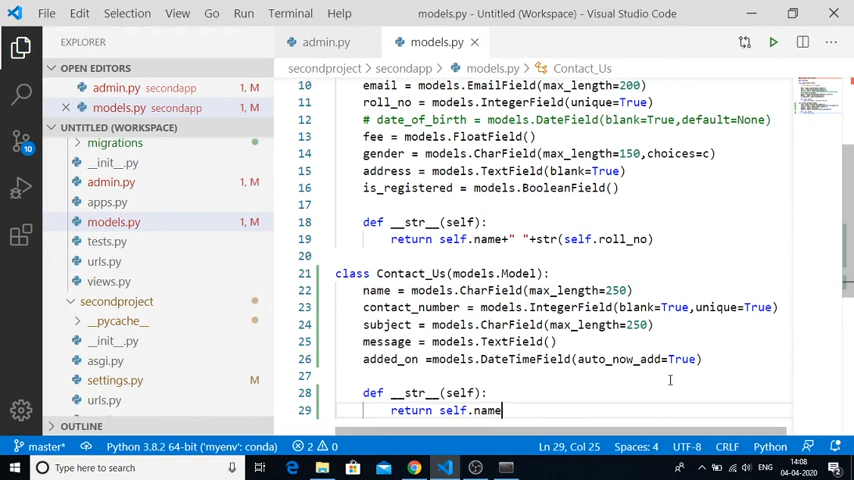 File Edit Selection View Go Run Terminal Help models.py - Untitled (Workspace) - Visual Studio Code
EXPLORER
OPEN EDITORS
admin.py 1, M
models.py secondapp 1, M
UNTITLED (WORKSPACE)
migrations
__init__.py
admin.py 1, M
apps.py
models.py 1, M
tests.py
urls.py
views.py
secondproject
__pycache__
__init__.py
asgi.py
settings.py M
urls.py
OUTLINE
10
admin.py models.py
secondproject secondapp models.py Contact_Us
10 email = models.EmailField(max_length=200)
11 roll_no = models.IntegerField(unique=True)
12 # date_of_birth = models.DateField(blank=True,default=None)
13 fee = models.FloatField()
14 gender = models.CharField(max_length=150,choices=c)
15 address = models.TextField(blank=True)
16 is_registered = models.BooleanField()
17
18 def __str__(self):
19 return self.name+" "+str(self.roll_no)
20
21 class Contact_Us(models.Model):
22 name = models.CharField(max_length=250)
23 contact_number = models.IntegerField(blank=True,unique=True)
24 subject = models.CharField(max_length=250)
25 message = models.TextField()
26 added_on =models.DateTimeField(auto_now_add=True)
27
28 def __str__(self):
29 return self.name
master* Python 3.8.2 64-bit ('myenv': conda) 2 0 Ln 29, Col 25 Spaces: 4 UTF-8 CRLF Python
Type here to search ENG 14:08
04-04-2020 2